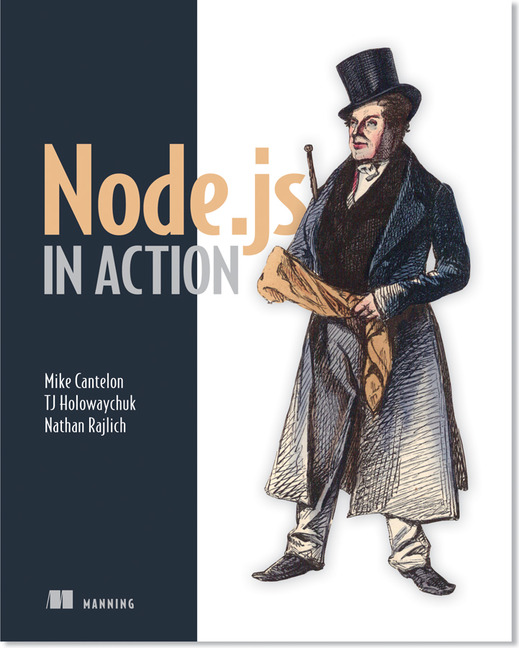 Node.js
IN ACTION
Mike Cantelon
TJ Holowaychuk
Nathan Rajlich
MANNING